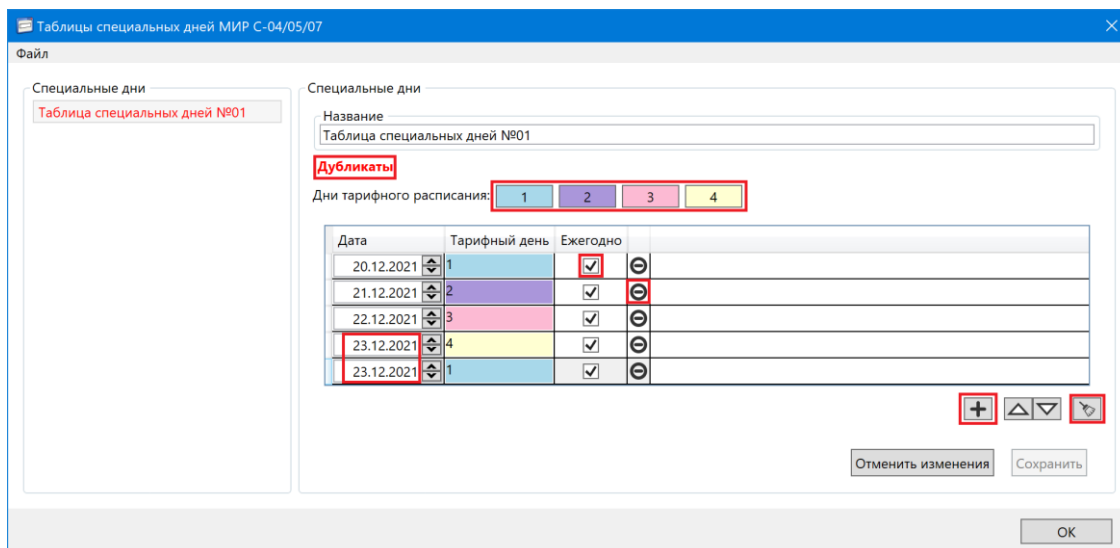 Таблицы специальных дней МИР С-04/05/07
Файл
Специальные дни
Таблица специальных дней №01
Специальные дни
Название
Таблица специальных дней №01
Дубликаты
Дни тарифного расписания: 1 2 3 4
Дата Тарифный день Ежегодно
20.12.2021 1
21.12.2021 2
22.12.2021 3
23.12.2021 4
23.12.2021 1
Отменить изменения Сохранить
ОК